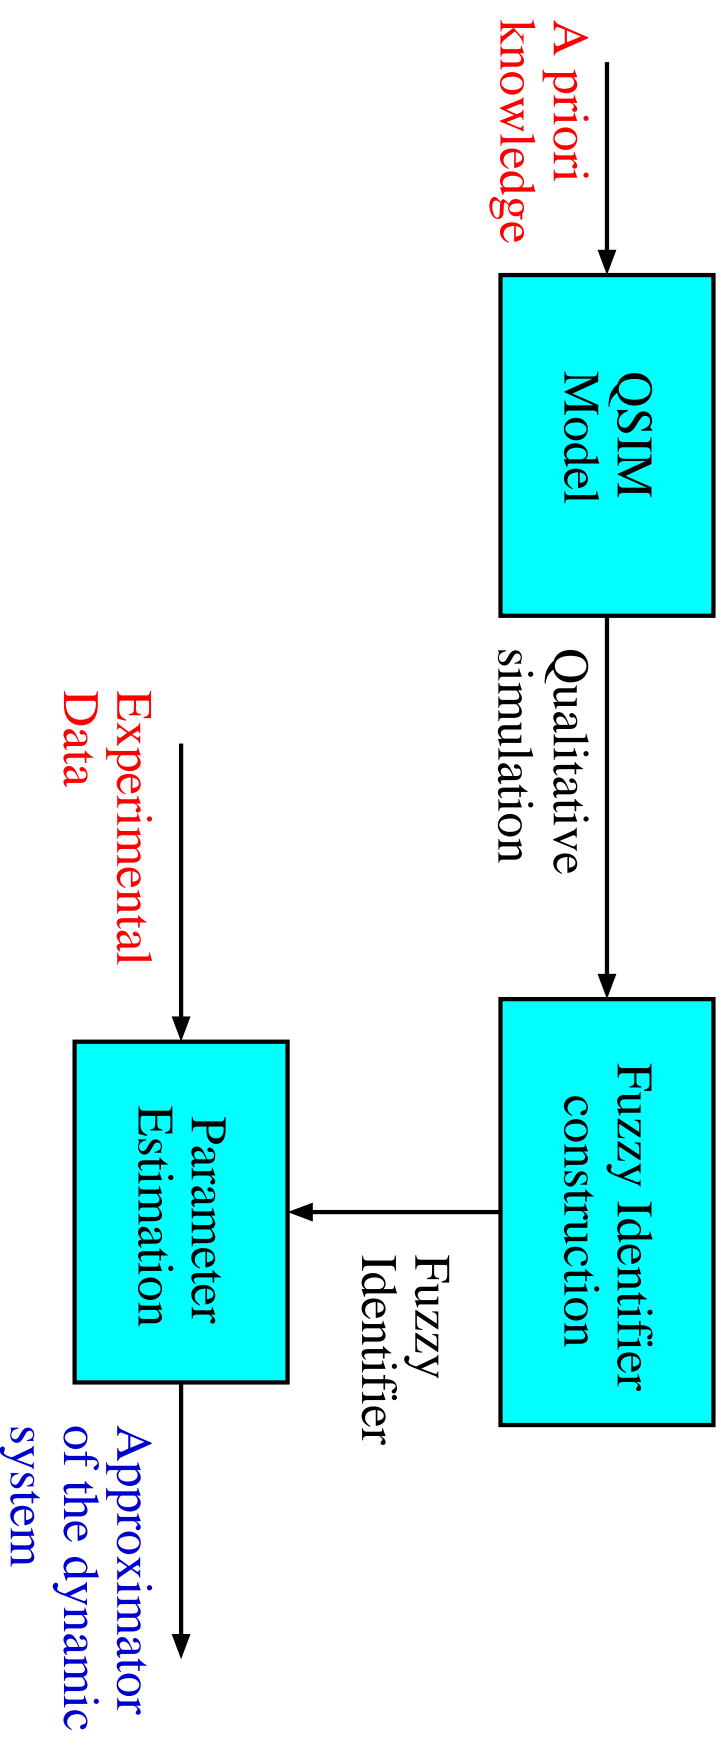 A priori
knowledge
QSIM
Model
Qualitative
simulation
Fuzzy Identifier
construction
Fuzzy
Identifier
Experimental
Data
Parameter
Estimation
Approximator
of the dynamic
system